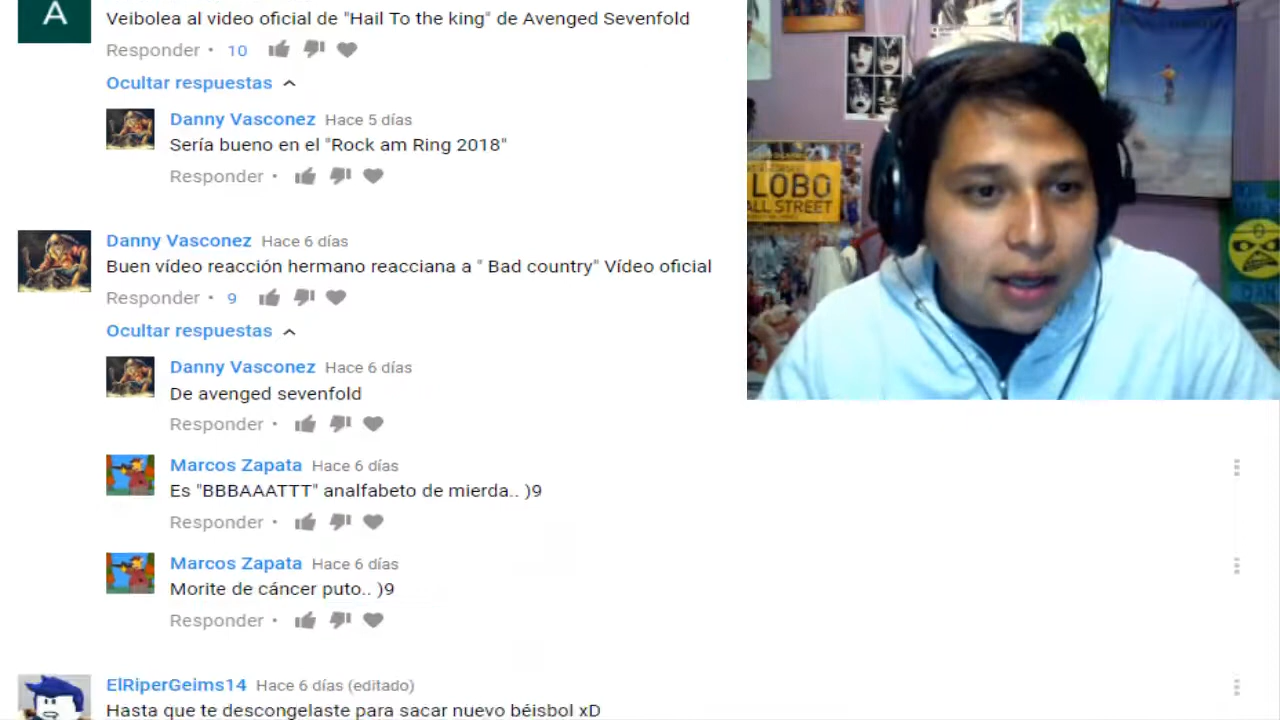 A
Veibolea al video oficial de "Hail To the king" de Avenged Sevenfold
Responder • 10
Ocultar respuestas
Danny Vasconez Hace 5 días
Sería bueno en el "Rock am Ring 2018"
Responder •
Danny Vasconez Hace 6 días
Buen vídeo reacción hermano reacciana a " Bad country" Vídeo oficial
Responder • 9
Ocultar respuestas
Danny Vasconez Hace 6 días
De avenged sevenfold
Responder •
Marcos Zapata Hace 6 días
Es "BBBAAATTT" analfabeto de mierda.. )9
Responder •
Marcos Zapata Hace 6 días
Morite de cáncer puto.. )9
Responder •
ElRiperGeims14 Hace 6 días (editado)
Hasta que te descongelaste para sacar nuevo béisbol xD
LOBO
ALL STREET